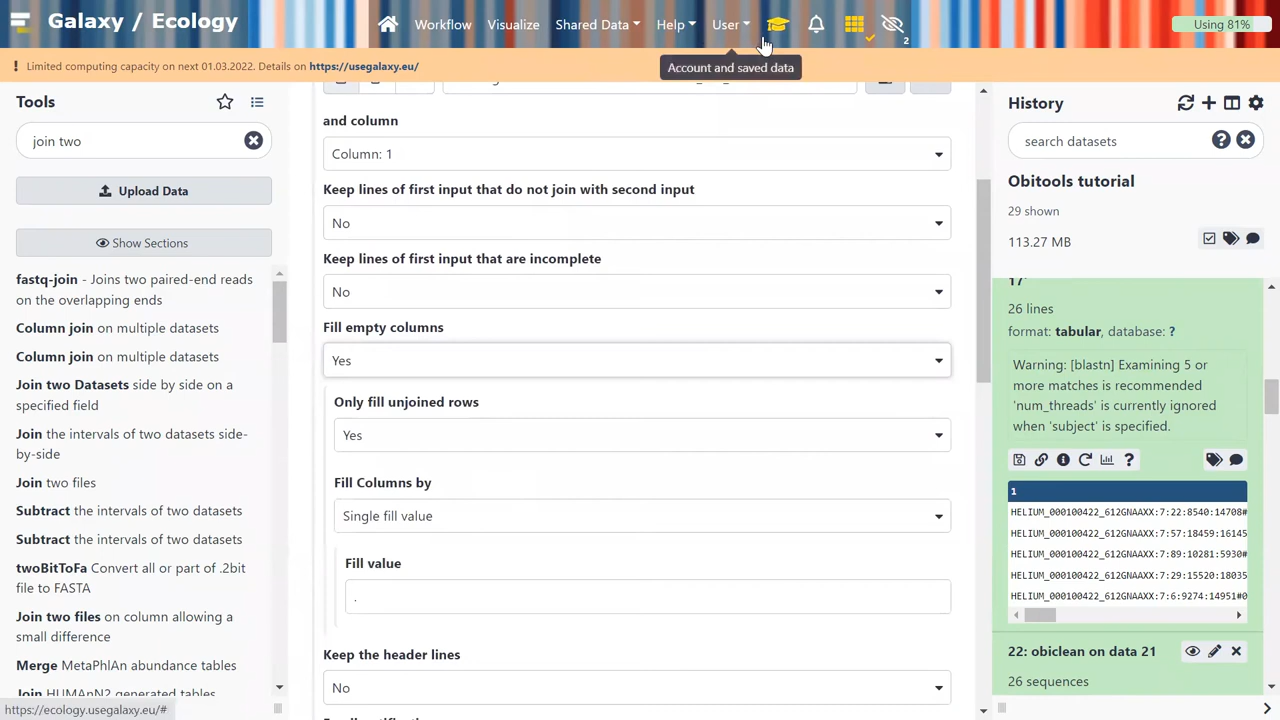 Galaxy / Ecology
Workflow
Visualize
Shared Data
Help
User
2
Using 81%
! Limited computing capacity on next 01.03.2022. Details on https://usegalaxy.eu/
Account and saved data
Tools
join two
Upload Data
Show Sections
fastq-join - Joins two paired-end reads
on the overlapping ends
Column join on multiple datasets
Column join on multiple datasets
Join two Datasets side by side on a
specified field
Join the intervals of two datasets side-
by-side
Join two files
Subtract the intervals of two datasets
Subtract the intervals of two datasets
twoBitToFa Convert all or part of .2bit
file to FASTA
Join two files on column allowing a
small difference
Merge MetaPhlAn abundance tables
Join HUMAnN2 generated tables
https://ecology.usegalaxy.eu/#
and column
Column: 1
Keep lines of first input that do not join with second input
No
Keep lines of first input that are incomplete
No
Fill empty columns
Yes
Only fill unjoined rows
Yes
Fill Columns by
Single fill value
Fill value
.
Keep the header lines
No
History
search datasets
Obitools tutorial
29 shown
113.27 MB
17
26 lines
format: tabular, database: ?
Warning: [blastn] Examining 5 or
more matches is recommended
'num_threads' is currently ignored
when 'subject' is specified.
1
HELIUM_000100422_612GNAAXX:7:22:8540:14708#
HELIUM_000100422_612GNAAXX:7:57:18459:16145
HELIUM_000100422_612GNAAXX:7:89:10281:5930#
HELIUM_000100422_612GNAAXX:7:29:15520:18035
HELIUM_000100422_612GNAAXX:7:6:9274:14951#0
22: obiclean on data 21
26 sequences